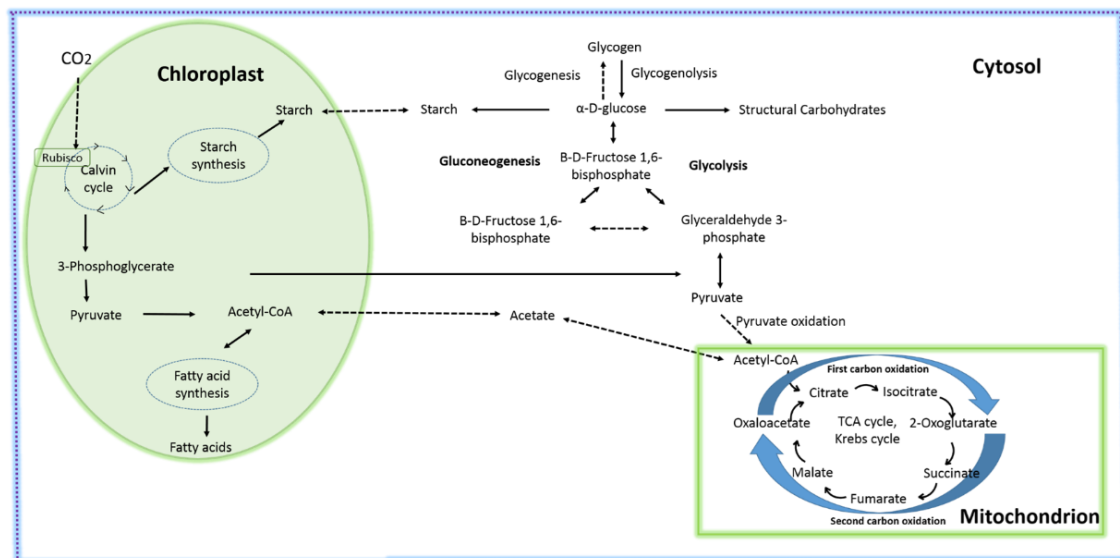 CO2
Chloroplast
Rubisco
Calvin
cycle
Starch
synthesis
Starch
3-Phosphoglycerate
Pyruvate
Acetyl-CoA
Fatty acid
synthesis
Fatty acids
Cytosol
Glycogen
Glycogenesis
Glycogenolysis
Starch
α-D-glucose
Structural Carbohydrates
Gluconeogenesis
B-D-Fructose 1,6-
bisphosphate
Glycolysis
B-D-Fructose 1,6-
bisphosphate
Glyceraldehyde 3-
phosphate
Pyruvate
Pyruvate oxidation
Acetate
Acetyl-CoA
First carbon oxidation
Citrate
Isocitrate
Oxaloacetate
TCA cycle,
Krebs cycle
2-Oxoglutarate
Malate
Succinate
Fumarate
Second carbon oxidation
Mitochondrion